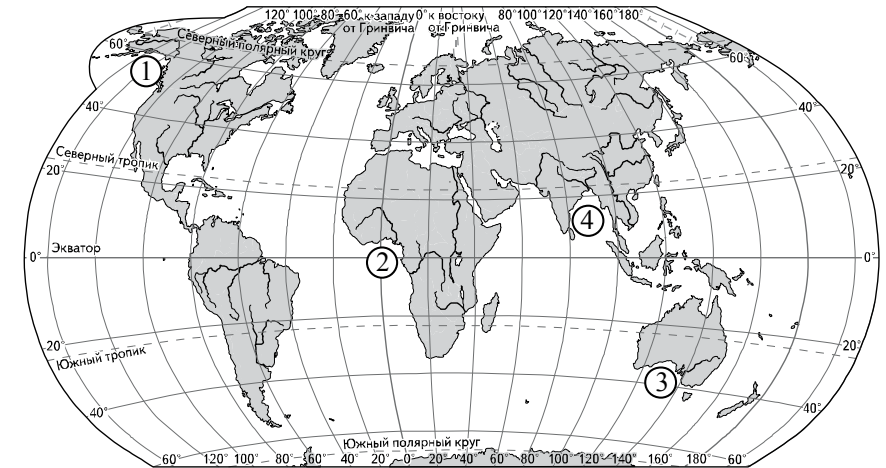 120° 100° 80° 60° к западу 0° к востоку 80° 100° 120° 140° 160° 180°
от Гринвича от Гринвича
Северный полярный круг
60° 60°
1
40° 40°
Северный тропик
20° 20°
4
Экватор
0° 0°
2
20° 20°
Южный тропик
3
40° 40°
Южный полярный круг
60° 120° 100° 80° 60° 40° 20° 0° 20° 40° 60° 80° 100° 120° 140° 160° 180° 60°